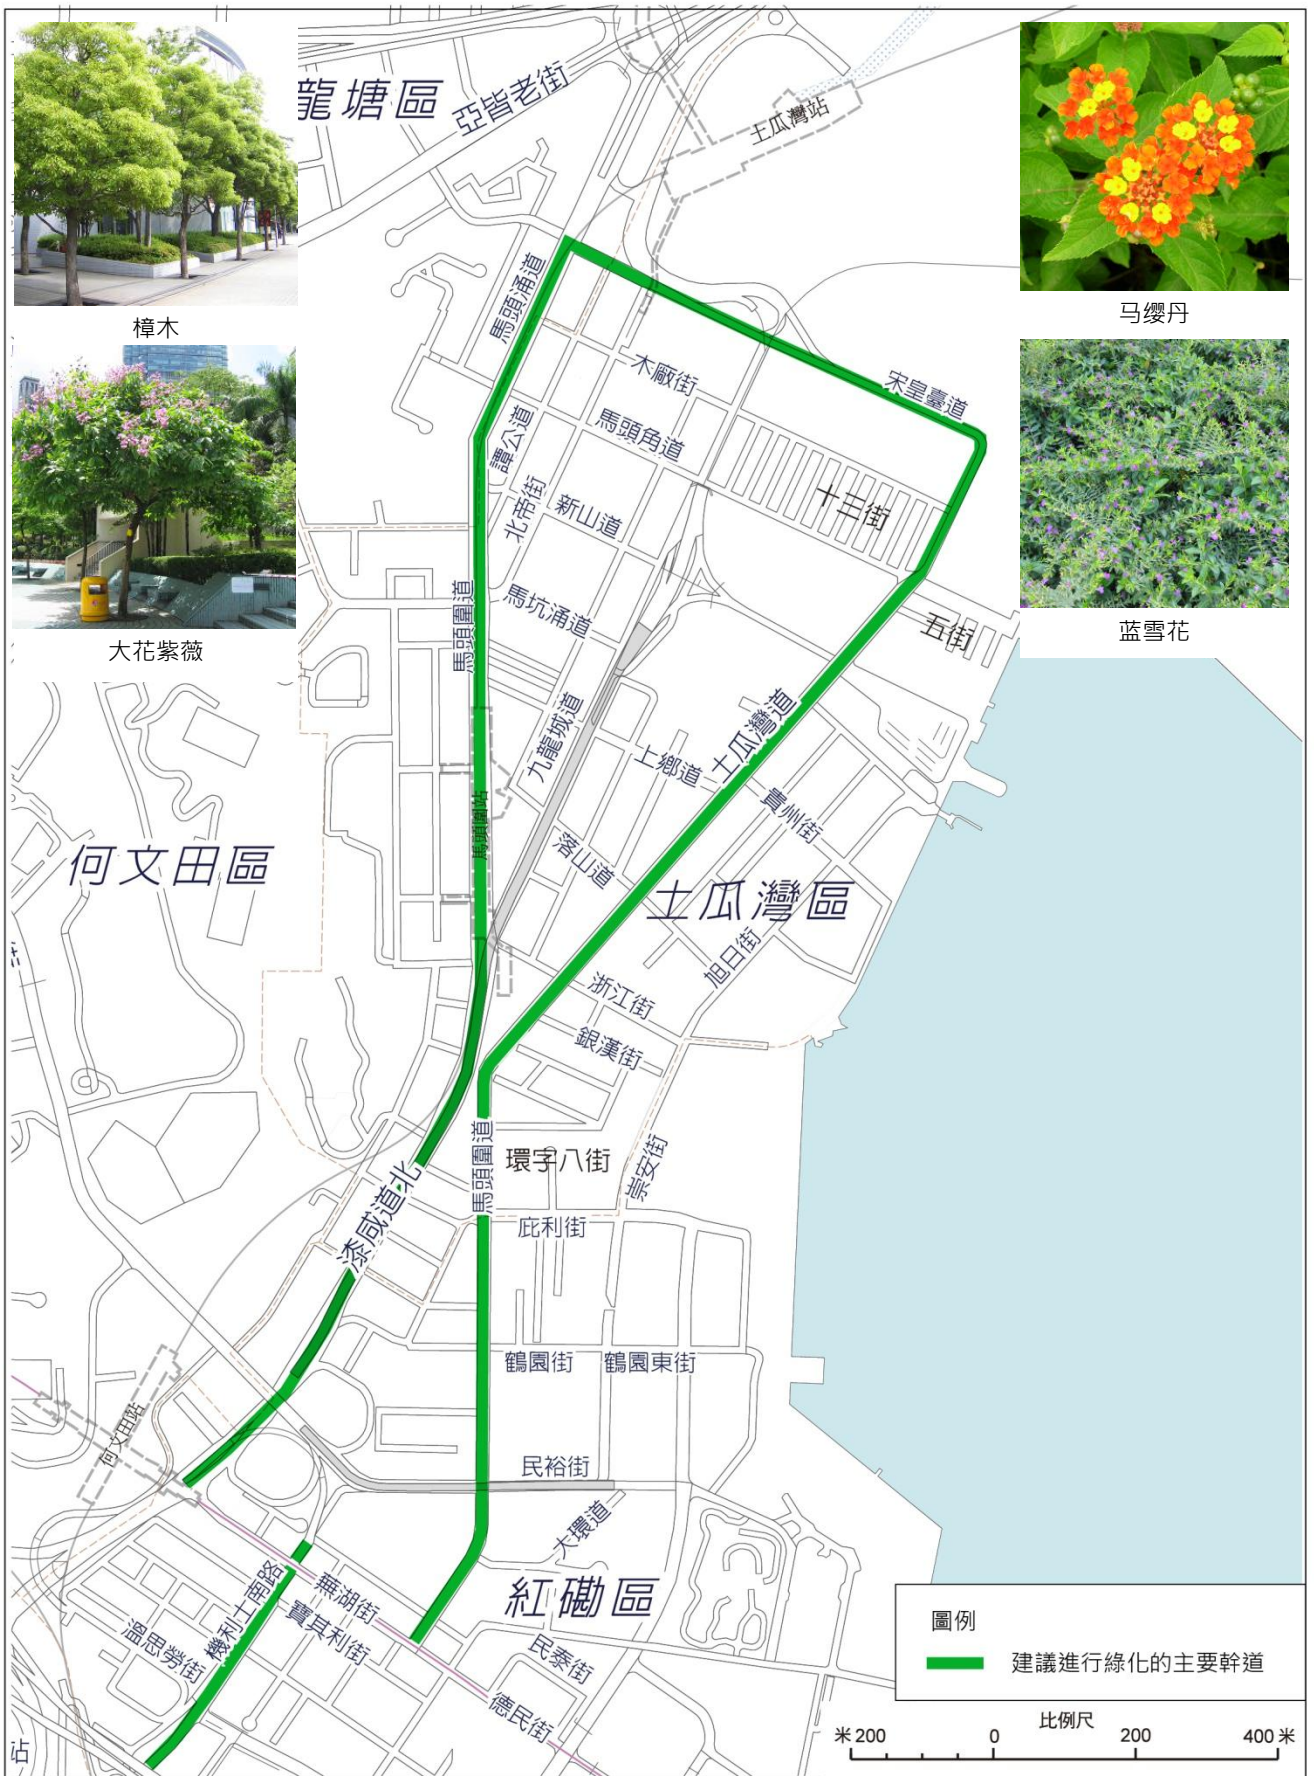 龍塘區
亞皆老街
土瓜灣站
樟木
马缨丹
馬頭涌道
木廠街
宋皇臺道
大花紫薇
蓝雪花
譚公道
馬頭角道
北帝街
新山道
十三街
馬頭圍道
馬坑涌道
五街
九龍城道
上鄉道
土瓜灣道
貴州街
馬頭圍站
落山道
何文田區
土瓜灣區
旭日街
浙江街
銀漢街
馬頭圍道
環字八街
崇安街
漆咸道北
庇利街
鶴園街
鶴園東街
何文田站
民裕街
大環道
機利士南路
蕪湖街
寶其利街
溫思勞街
紅磡區
民泰街
德民街
站
圖例
建議進行綠化的主要幹道
比例尺
米 200 0 200 400 米